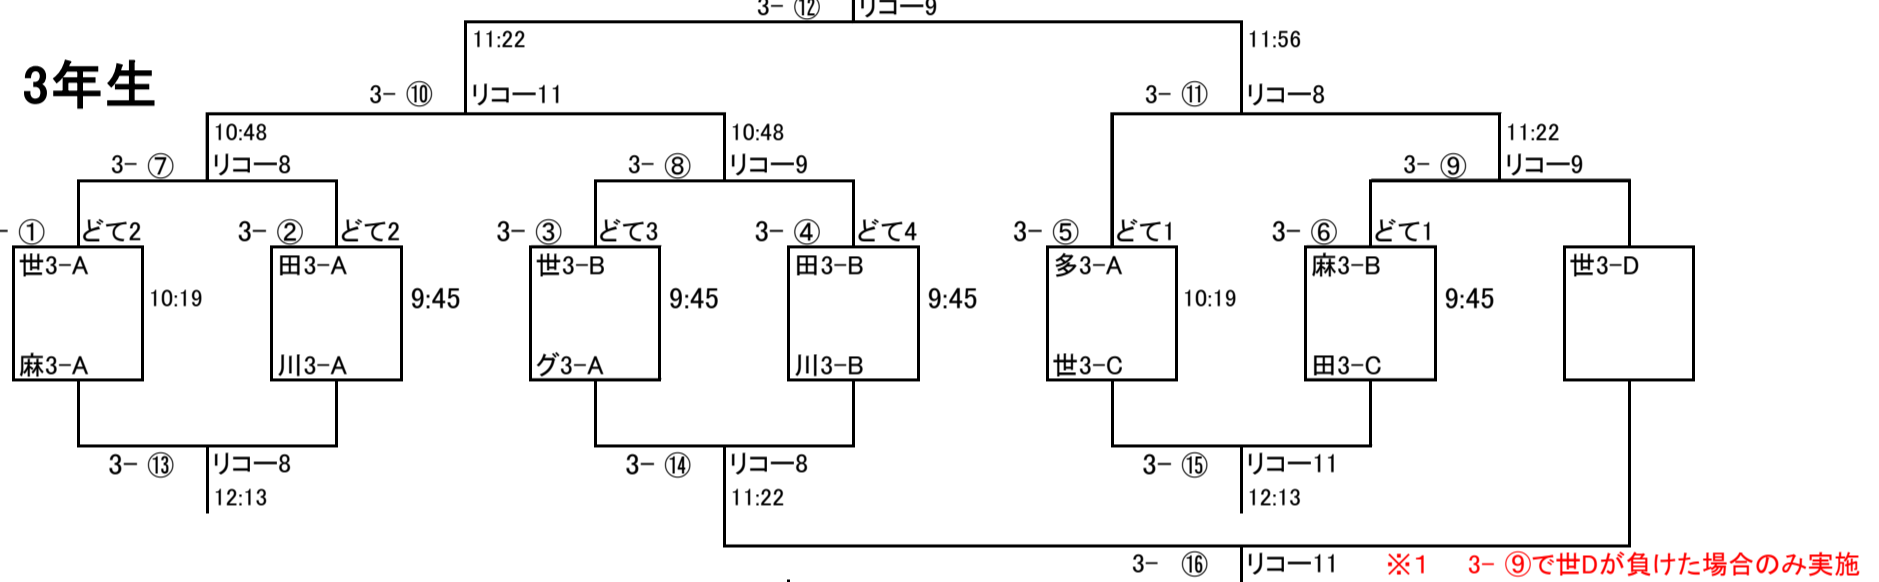 3- ⑫ リコー9
11:22 11:56
3年生
3- ⑩ リコー11 3- ⑪ リコー8
10:48 10:48 11:22
3- ⑦ リコー8 3- ⑧ リコー9 3- ⑨ リコー9
- ① どて2 3- ② どて2 3- ③ どて3 3- ④ どて4 3- ⑤ どて1 3- ⑥ どて1
世3-A 田3-A 世3-B 田3-B 多3-A 麻3-B 世3-D
10:19 9:45 9:45 9:45 10:19 9:45
麻3-A 川3-A グ3-A 川3-B 世3-C 田3-C
3- ⑬ リコー8 3- ⑭ リコー8 3- ⑮ リコー11
12:13 11:22 12:13
3- ⑯ リコー11 ※1 3- ⑨で世Dが負けた場合のみ実施